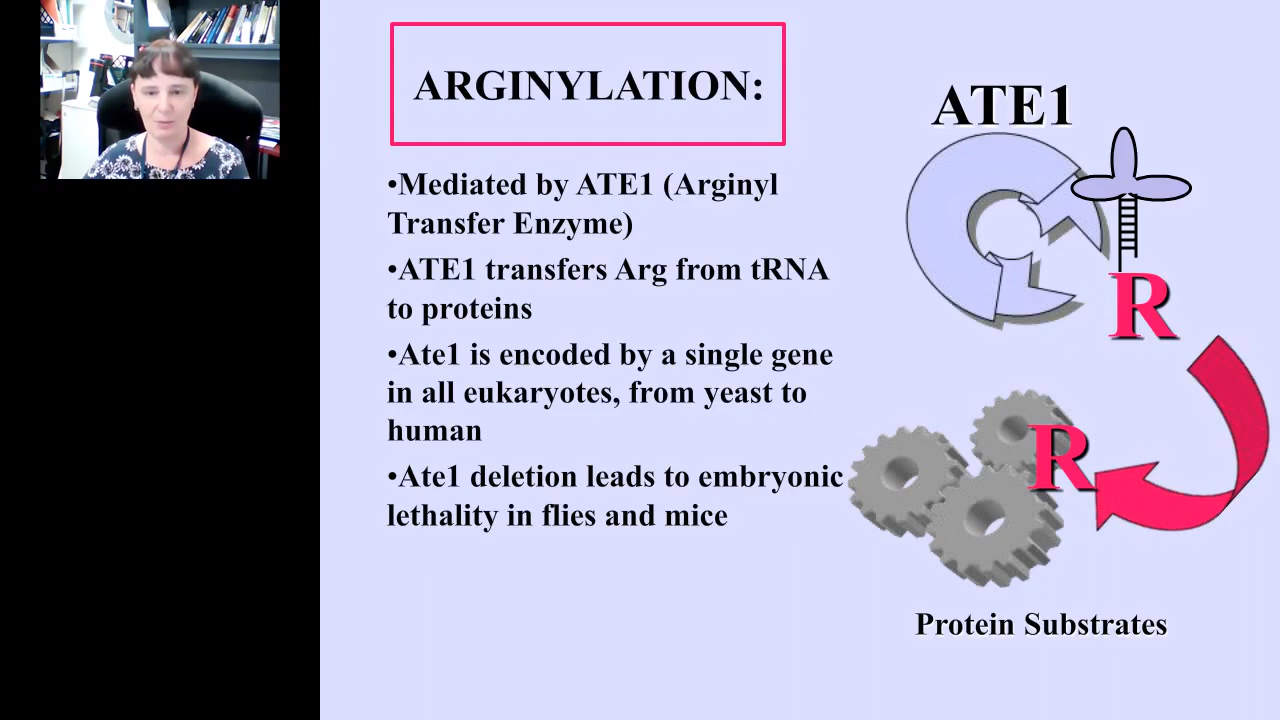 ARGINYLATION:
•Mediated by ATE1 (Arginyl
Transfer Enzyme)
•ATE1 transfers Arg from tRNA
to proteins
•Ate1 is encoded by a single gene
in all eukaryotes, from yeast to
human
•Ate1 deletion leads to embryonic
lethality in flies and mice
ATE1
R
R
Protein Substrates